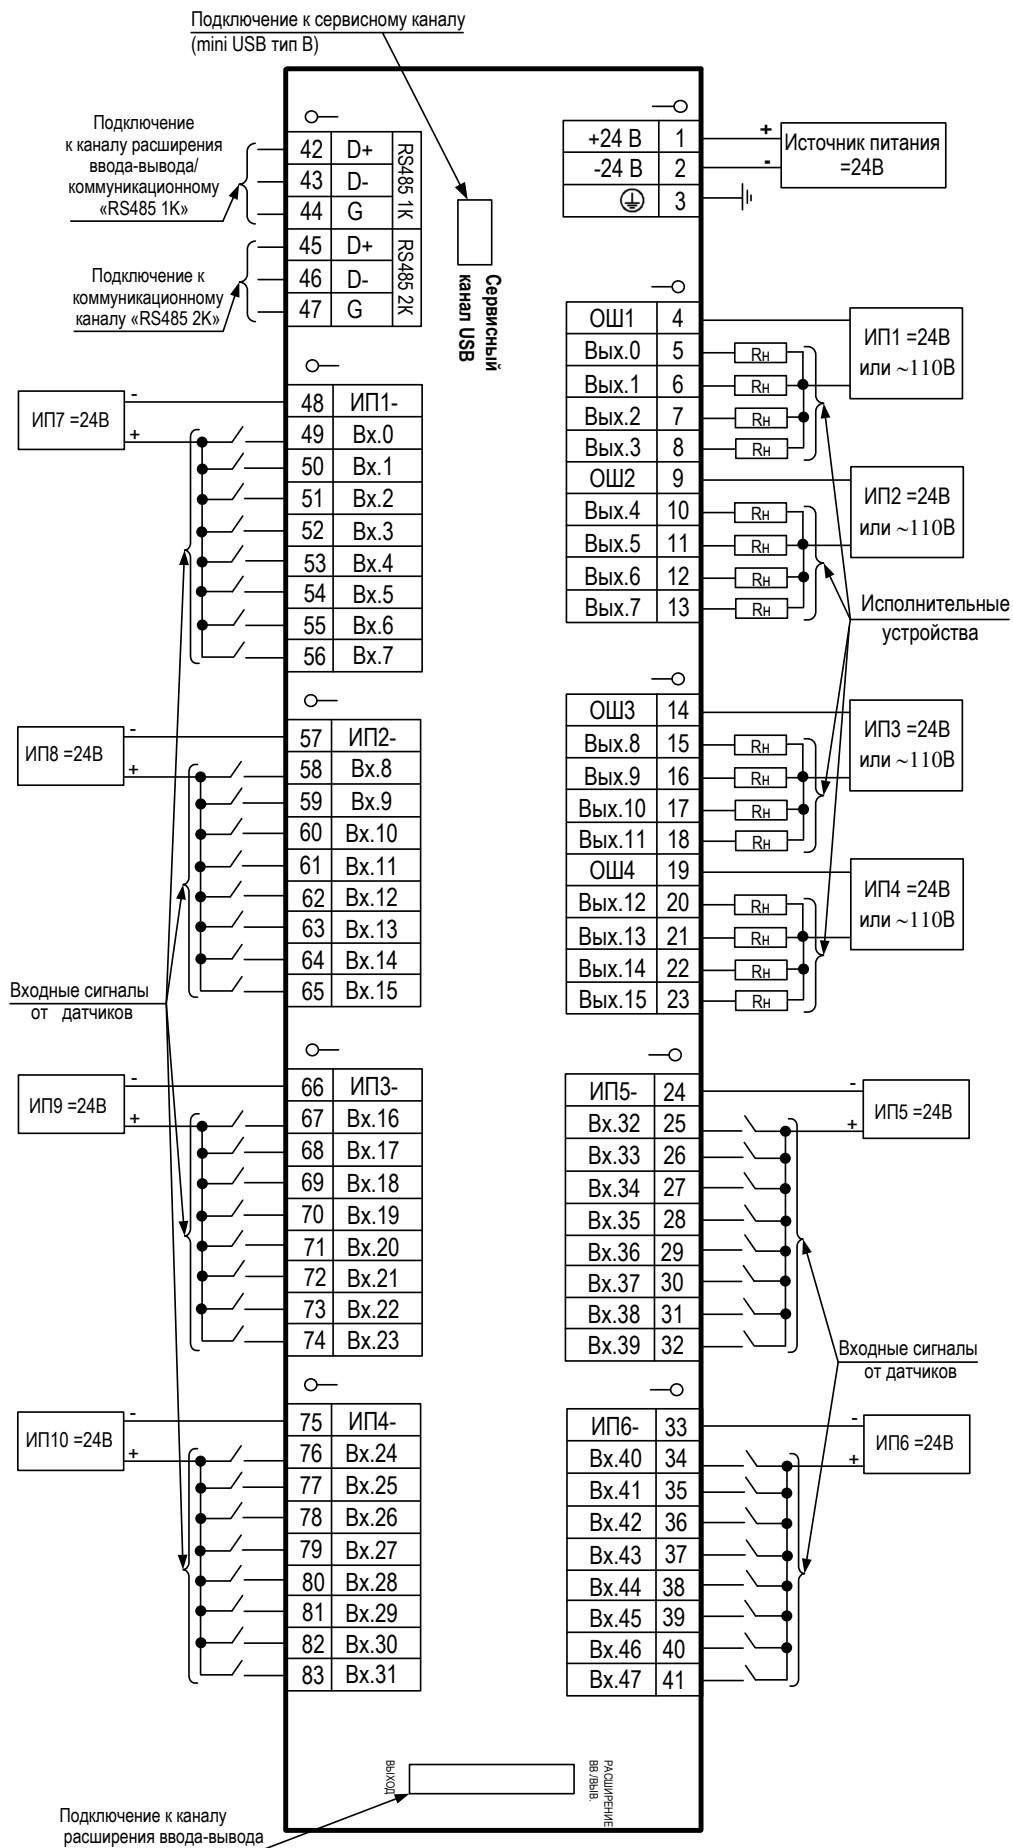 Подключение к сервисному каналу
(mini USB тип B)
Подключение
к каналу расширения
ввода-вывода/
коммуникационному
«RS485 1K»
Подключение к
коммуникационному
каналу «RS485 2K»
42 D+
43 D-
44 G
RS485 1K
45 D+
46 D-
47 G
RS485 2K
Сервисный
канал USB
+24 В 1
-24 В 2
3
+
-
Источник питания
=24В
ОШ1 4
Вых.0 5 Rн
Вых.1 6 Rн
Вых.2 7 Rн
Вых.3 8 Rн
ИП1 =24В
или ~110В
ОШ2 9
Вых.4 10 Rн
Вых.5 11 Rн
Вых.6 12 Rн
Вых.7 13 Rн
ИП2 =24В
или ~110В
Исполнительные
устройства
ОШ3 14
Вых.8 15 Rн
Вых.9 16 Rн
Вых.10 17 Rн
Вых.11 18 Rн
ИП3 =24В
или ~110В
ОШ4 19
Вых.12 20 Rн
Вых.13 21 Rн
Вых.14 22 Rн
Вых.15 23 Rн
ИП4 =24В
или ~110В
ИП7 =24В
-
+
48 ИП1-
49 Вх.0
50 Вх.1
51 Вх.2
52 Вх.3
53 Вх.4
54 Вх.5
55 Вх.6
56 Вх.7
ИП8 =24В
-
+
57 ИП2-
58 Вх.8
59 Вх.9
60 Вх.10
61 Вх.11
62 Вх.12
63 Вх.13
64 Вх.14
65 Вх.15
Входные сигналы
от датчиков
ИП9 =24В
-
+
66 ИП3-
67 Вх.16
68 Вх.17
69 Вх.18
70 Вх.19
71 Вх.20
72 Вх.21
73 Вх.22
74 Вх.23
ИП10 =24В
-
+
75 ИП4-
76 Вх.24
77 Вх.25
78 Вх.26
79 Вх.27
80 Вх.28
81 Вх.29
82 Вх.30
83 Вх.31
ИП5- 24
Вх.32 25
Вх.33 26
Вх.34 27
Вх.35 28
Вх.36 29
Вх.37 30
Вх.38 31
Вх.39 32
-
+
ИП5 =24В
Входные сигналы
от датчиков
ИП6- 33
Вх.40 34
Вх.41 35
Вх.42 36
Вх.43 37
Вх.44 38
Вх.45 39
Вх.46 40
Вх.47 41
-
+
ИП6 =24В
ВЫХОД
РАСШИРЕНИЕ
ВВ./ВЫВ.
Подключение к каналу
расширения ввода-вывода